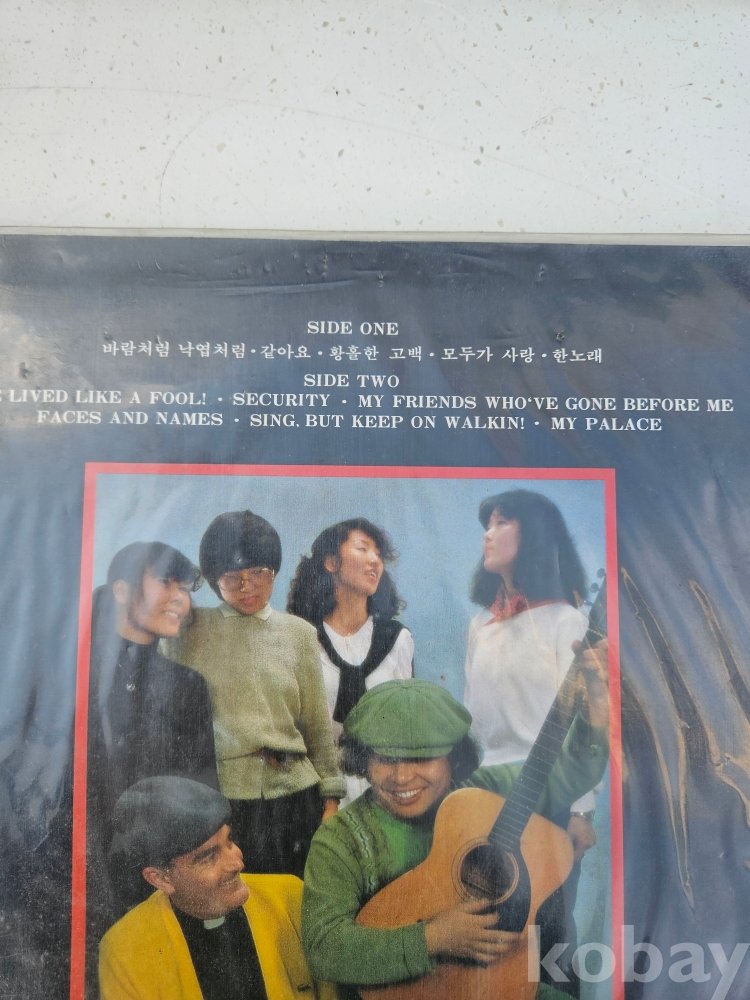 SIDE ONE
바람처럼 낙엽처럼 · 같아요 · 황홀한 고백 · 모두가 사랑 · 한노래
SIDE TWO
LIVED LIKE A FOOL! · SECURITY · MY FRIENDS WHO'VE GONE BEFORE ME
FACES AND NAMES · SING, BUT KEEP ON WALKIN! · MY PALACE
kobay